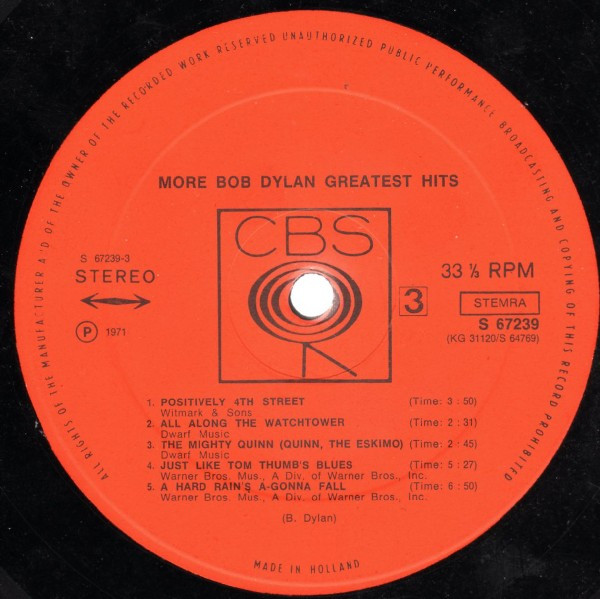 ALL RIGHTS OF THE MANUFACTURER AND OF THE OWNER OF THE RECORDED WORK RESERVED UNAUTHORIZED PUBLIC PERFORMANCE BROADCASTING AND COPYING OF THIS RECORD PROHIBITED
MORE BOB DYLAN GREATEST HITS
CBS
S 67239-3
STEREO
33 ⅓ RPM
3
STEMRA
S 67239
(KG 31120/S 64769)
Ⓟ 1971
1. POSITIVELY 4TH STREET (Time: 3 : 50)
Witmark & Sons
2. ALL ALONG THE WATCHTOWER (Time: 2 : 31)
Dwarf Music
3. THE MIGHTY QUINN (QUINN, THE ESKIMO) (Time: 2 : 45)
Dwarf Music
4. JUST LIKE TOM THUMB'S BLUES (Time: 5 : 27)
Warner Bros. Mus., A Div. of Warner Bros., Inc.
5. A HARD RAIN'S A-GONNA FALL (Time: 6 : 50)
Warner Bros. Mus., A Div. of Warner Bros., Inc.
(B. Dylan)
MADE IN HOLLAND